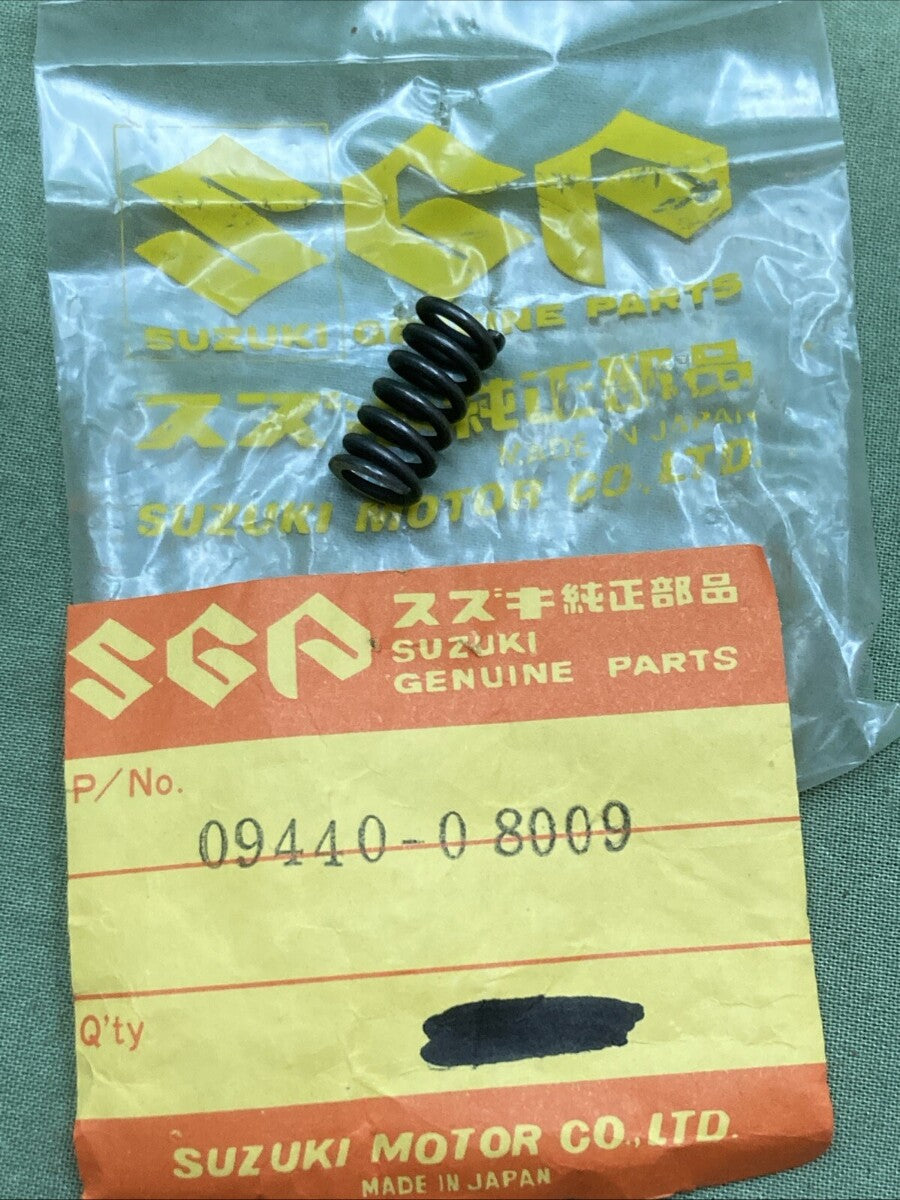 SGP
SUZUKI GENUINE PARTS
スズキ純正部品
MADE IN JAPAN
SUZUKI MOTOR CO., LTD.
SGP
スズキ純正部品
SUZUKI
GENUINE PARTS
P/No.
09440-08009
Q'ty
SUZUKI MOTOR CO., LTD.
MADE IN JAPAN